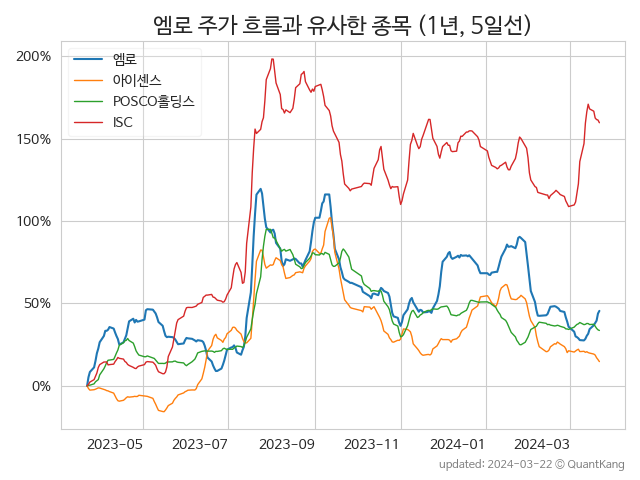 엠로 주가 흐름과 유사한 종목 (1년, 5일선)
엠로
아이센스
POSCO홀딩스
ISC
200%
150%
100%
50%
0%
2023-05 2023-07 2023-09 2023-11 2024-01 2024-03
updated: 2024-03-22 © QuantKang